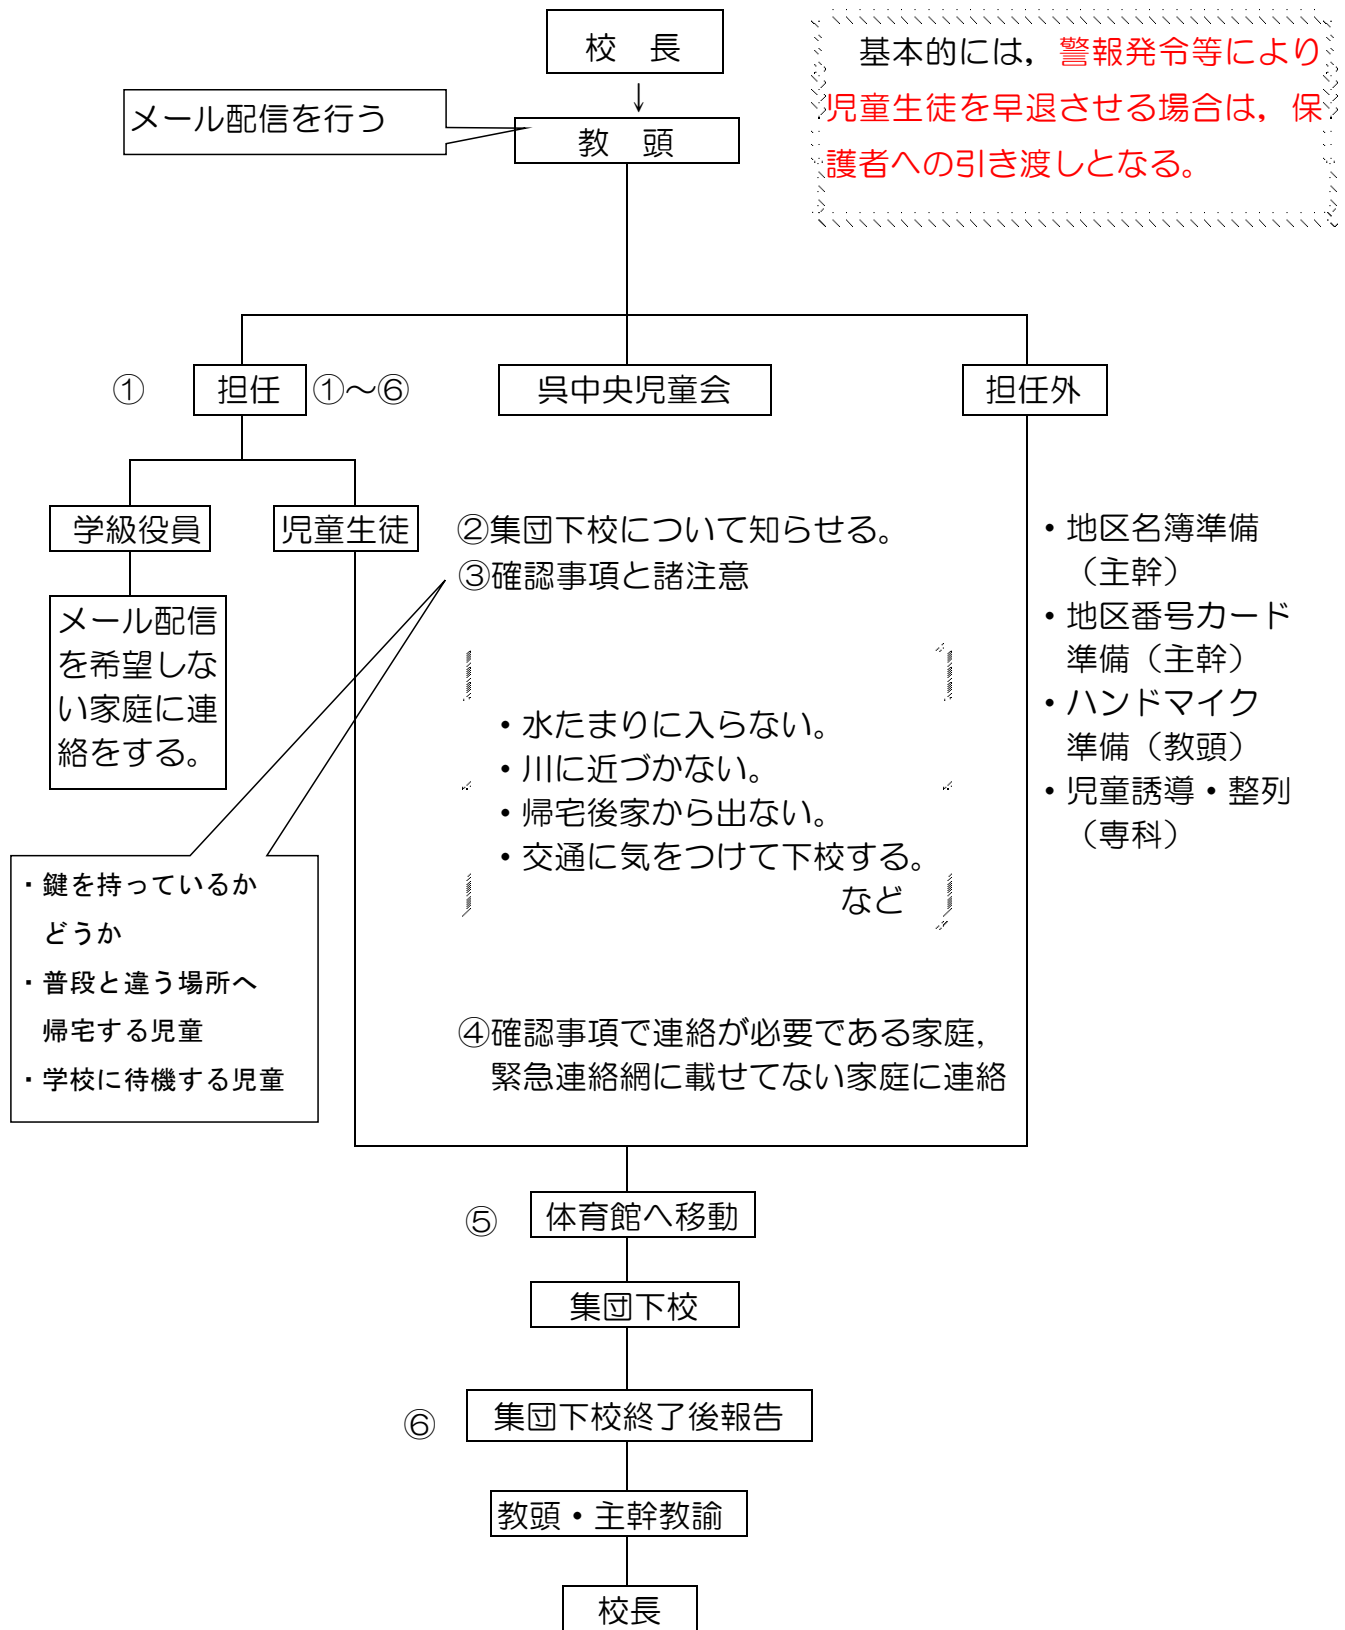 校　長
↓
メール配信を行う
教　頭
基本的には，警報発令等により
児童生徒を早退させる場合は，保
護者への引き渡しとなる。
①
担任
①～⑥
呉中央児童会
担任外
学級役員
児童生徒
メール配信
を希望しな
い家庭に連
絡をする。
②集団下校について知らせる。
③確認事項と諸注意
・水たまりに入らない。
・川に近づかない。
・帰宅後家から出ない。
・交通に気をつけて下校する。
など
・地区名簿準備
（主幹）
・地区番号カード
準備（主幹）
・ハンドマイク
準備（教頭）
・児童誘導・整列
（専科）
・鍵を持っているか
どうか
・普段と違う場所へ
帰宅する児童
・学校に待機する児童
④確認事項で連絡が必要である家庭，
緊急連絡網に載せてない家庭に連絡
⑤
体育館へ移動
集団下校
⑥
集団下校終了後報告
教頭・主幹教諭
校長